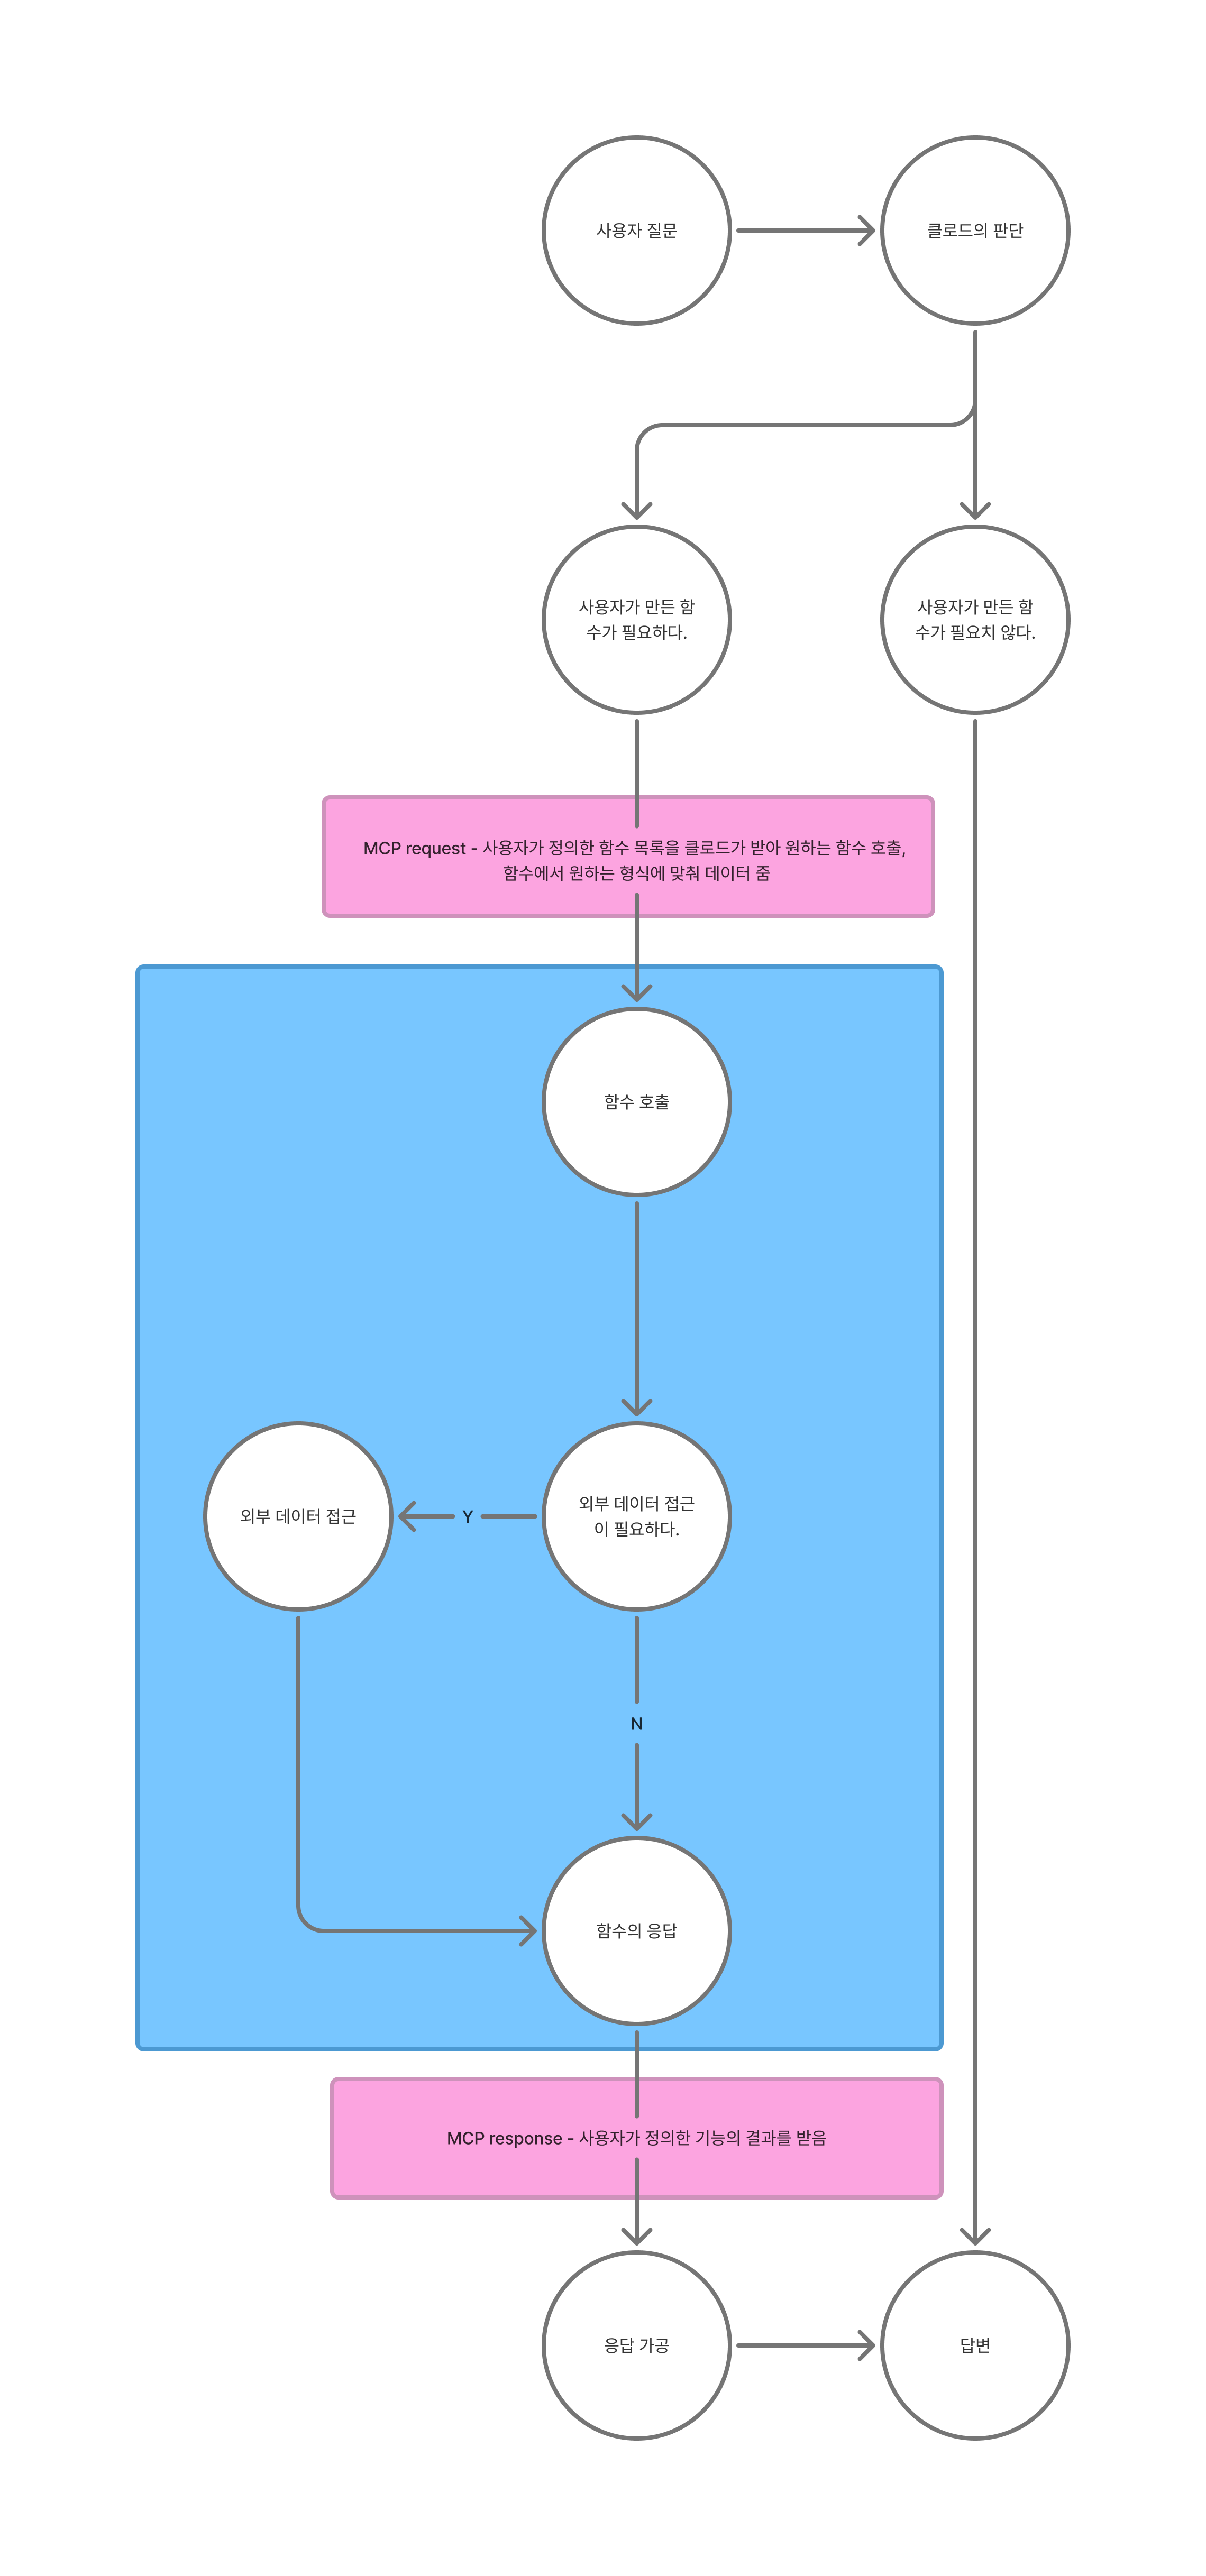 사용자 질문
클로드의 판단
사용자가 만든 함
수가 필요하다.
사용자가 만든 함
수가 필요치 않다.
MCP request - 사용자가 정의한 함수 목록을 클로드가 받아 원하는 함수 호출,
함수에서 원하는 형식에 맞춰 데이터 줌
함수 호출
외부 데이터 접근
Y
외부 데이터 접근
이 필요하다.
N
함수의 응답
MCP response - 사용자가 정의한 기능의 결과를 받음
응답 가공
답변